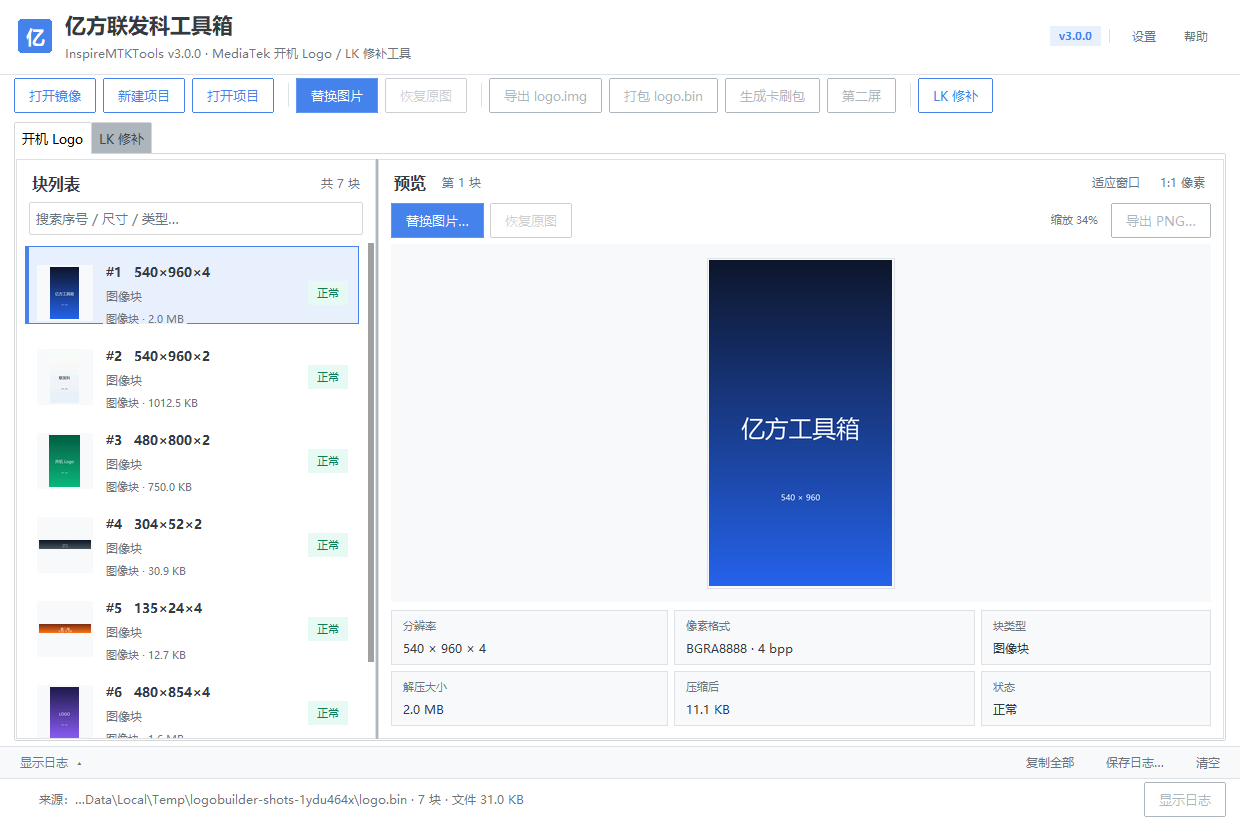 亿
亿方联发科工具箱
InspireMTKTools v3.0.0 · MediaTek 开机 Logo / LK 修补工具
v3.0.0
设置
帮助
打开镜像
新建项目
打开项目
替换图片
恢复原图
导出 logo.img
打包 logo.bin
生成卡刷包
第二屏
LK 修补
开机 Logo
LK 修补
块列表
共 7 块
搜索序号 / 尺寸 / 类型...
#1 540×960×4
图像块
图像块 · 2.0 MB
正常
#2 540×960×2
图像块
图像块 · 1012.5 KB
正常
#3 480×800×2
图像块
图像块 · 750.0 KB
正常
#4 304×52×2
图像块
图像块 · 30.9 KB
正常
#5 135×24×4
图像块
图像块 · 12.7 KB
正常
#6 480×854×4
图像块
图像块 · 1.6 MB
正常
预览
第 1 块
适应窗口
1:1 像素
替换图片...
恢复原图
缩放 34%
导出 PNG...
亿方工具箱
540 × 960
分辨率
540 × 960 × 4
像素格式
BGRA8888 · 4 bpp
块类型
图像块
解压大小
2.0 MB
压缩后
11.1 KB
状态
正常
显示日志
复制全部
保存日志...
清空
来源：...Data\Local\Temp\logobuilder-shots-1ydu464x\logo.bin · 7 块 · 文件 31.0 KB
显示日志